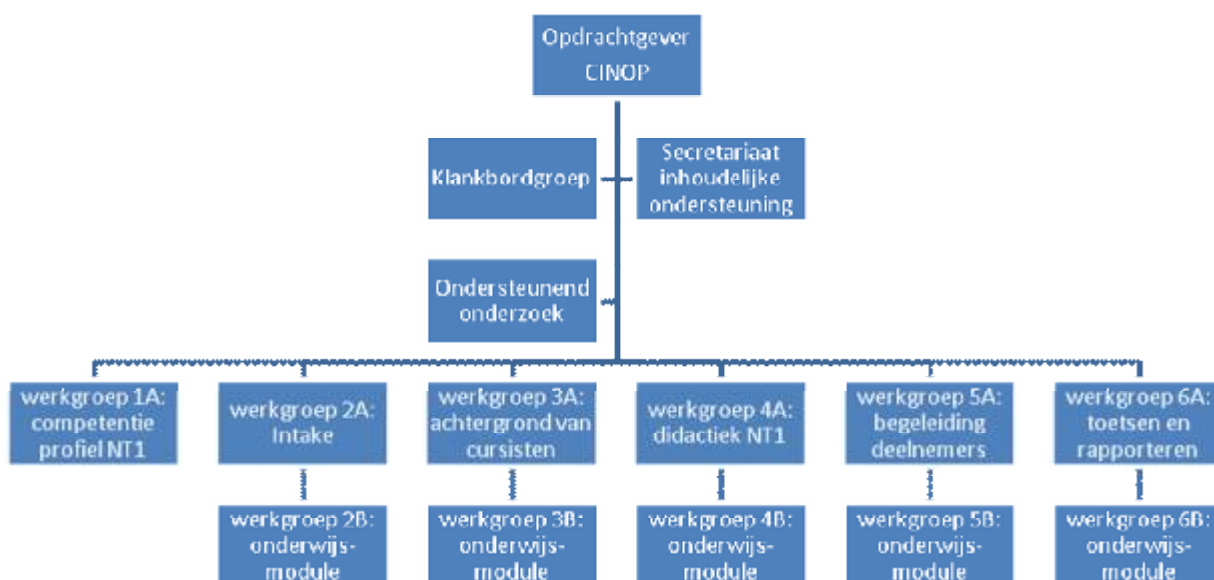 Opdrachtgever
CINOP
Klankbordgroep
Secretariaat
inhoudelijke
ondersteuning
Ondersteunend
onderzoek
werkgroep 1A:
competentie
profiel NT1
werkgroep 2A:
Intake
werkgroep 3A:
achtergrond van
cursisten
werkgroep 4A:
didactiek NT1
werkgroep 5A:
begeleiding
deelnemers
werkgroep 6A:
toetsen en
rapporteren
werkgroep 2B:
onderwijs-
module
werkgroep 3B:
onderwijs-
module
werkgroep 4B:
onderwijs-
module
werkgroep 5B:
onderwijs-
module
werkgroep 6B:
onderwijs-
module